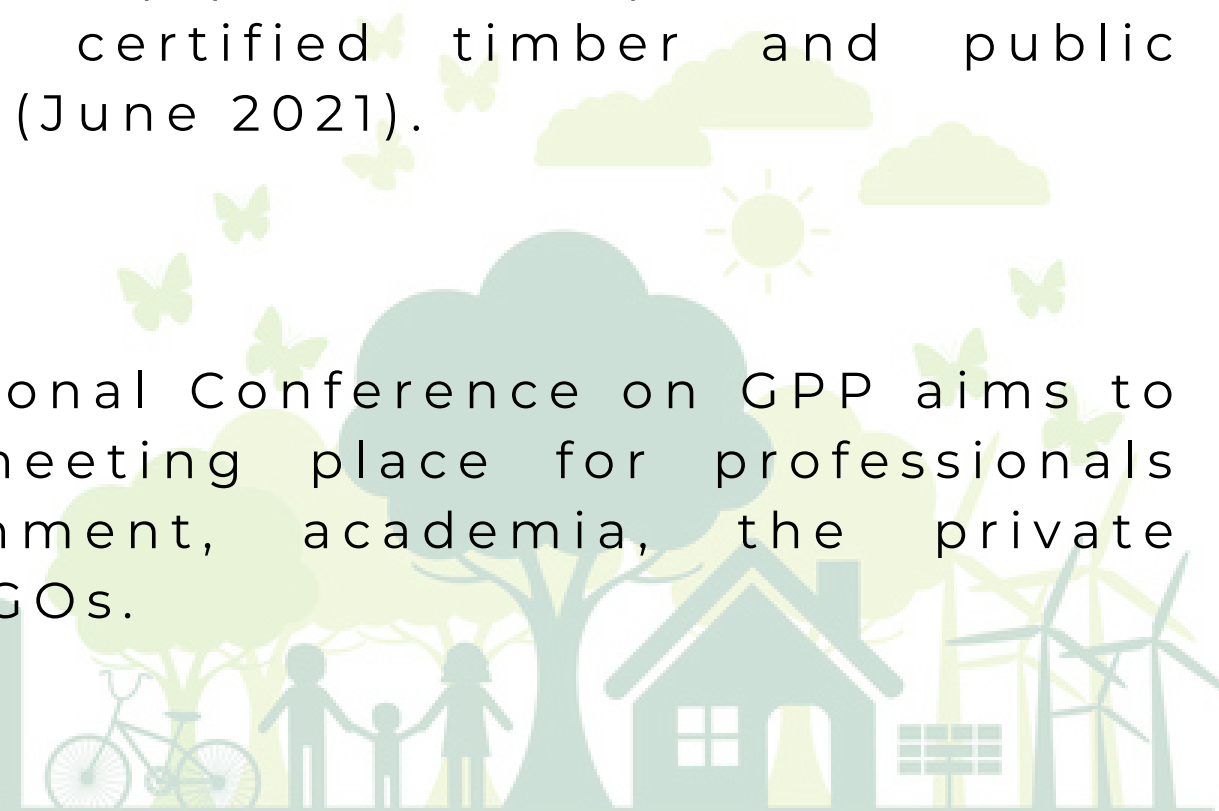 certified timber and public
(June 2021).
onal Conference on GPP aims to
eeting place for professionals
nment, academia, the private
GOs.